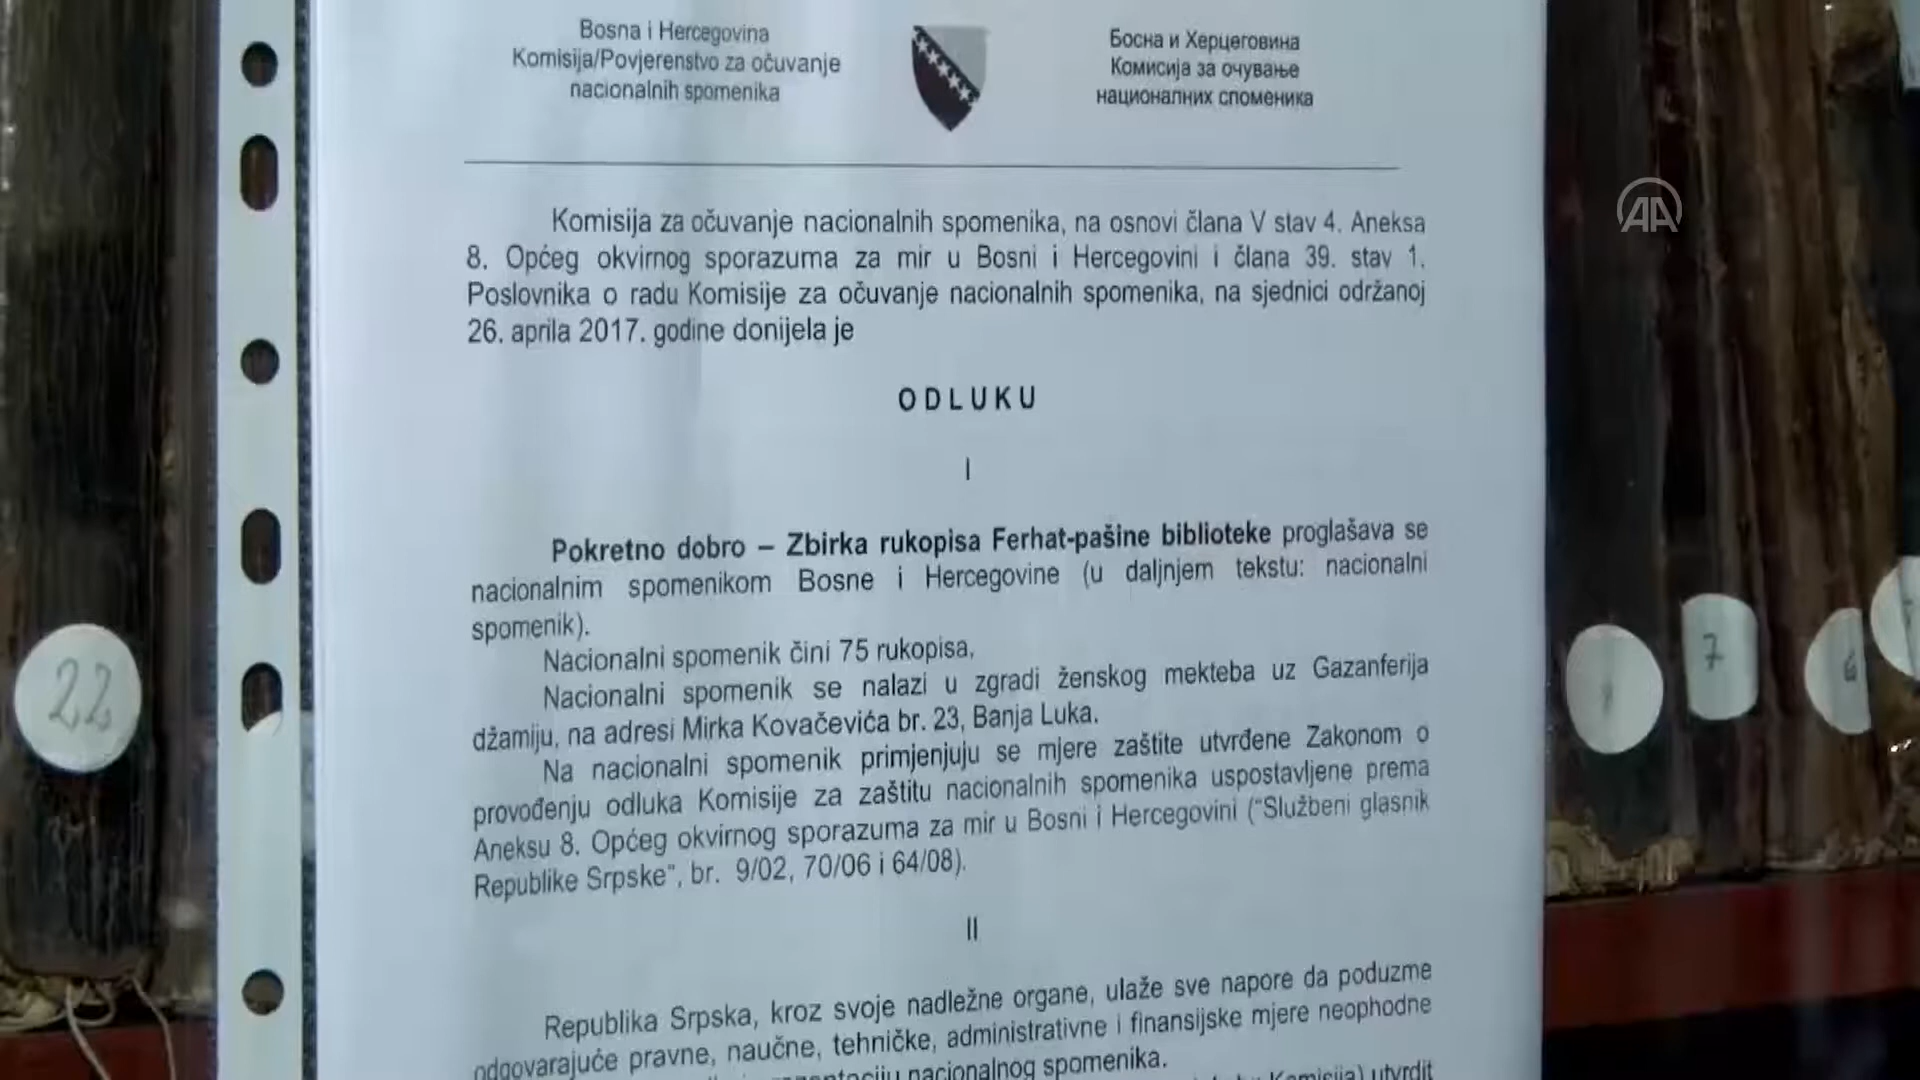 Bosna i Hercegovina
Komisija/Povjerenstvo za očuvanje
nacionalnih spomenika
Босна и Херцеговина
Комисија за очување
националних споменика
AA
Komisija za očuvanje nacionalnih spomenika, na osnovi člana V stav 4. Aneksa
8. Općeg okvirnog sporazuma za mir u Bosni i Hercegovini i člana 39. stav 1.
Poslovnika o radu Komisije za očuvanje nacionalnih spomenika, na sjednici održanoj
26. aprila 2017. godine donijela je
ODLUKU
I
Pokretno dobro – Zbirka rukopisa Ferhat-pašine biblioteke proglašava se
nacionalnim spomenikom Bosne i Hercegovine (u daljnjem tekstu: nacionalni
spomenik).
Nacionalni spomenik čini 75 rukopisa,
Nacionalni spomenik se nalazi u zgradi ženskog mekteba uz Gazanferija
džamiju, na adresi Mirka Kovačevića br. 23, Banja Luka.
Na nacionalni spomenik primjenjuju se mjere zaštite utvrđene Zakonom o
provođenju odluka Komisije za zaštitu nacionalnih spomenika uspostavljene prema
Aneksu 8. Općeg okvirnog sporazuma za mir u Bosni i Hercegovini (“Službeni glasnik
Republike Srpske”, br. 9/02, 70/06 i 64/08).
II
Republika Srpska, kroz svoje nadležne organe, ulaže sve napore da poduzme
odgovarajuće pravne, naučne, tehničke, administrativne i finansijske mjere neophodne
nacionalnog spomenika.
Komisija) utvrdit
22
7
6